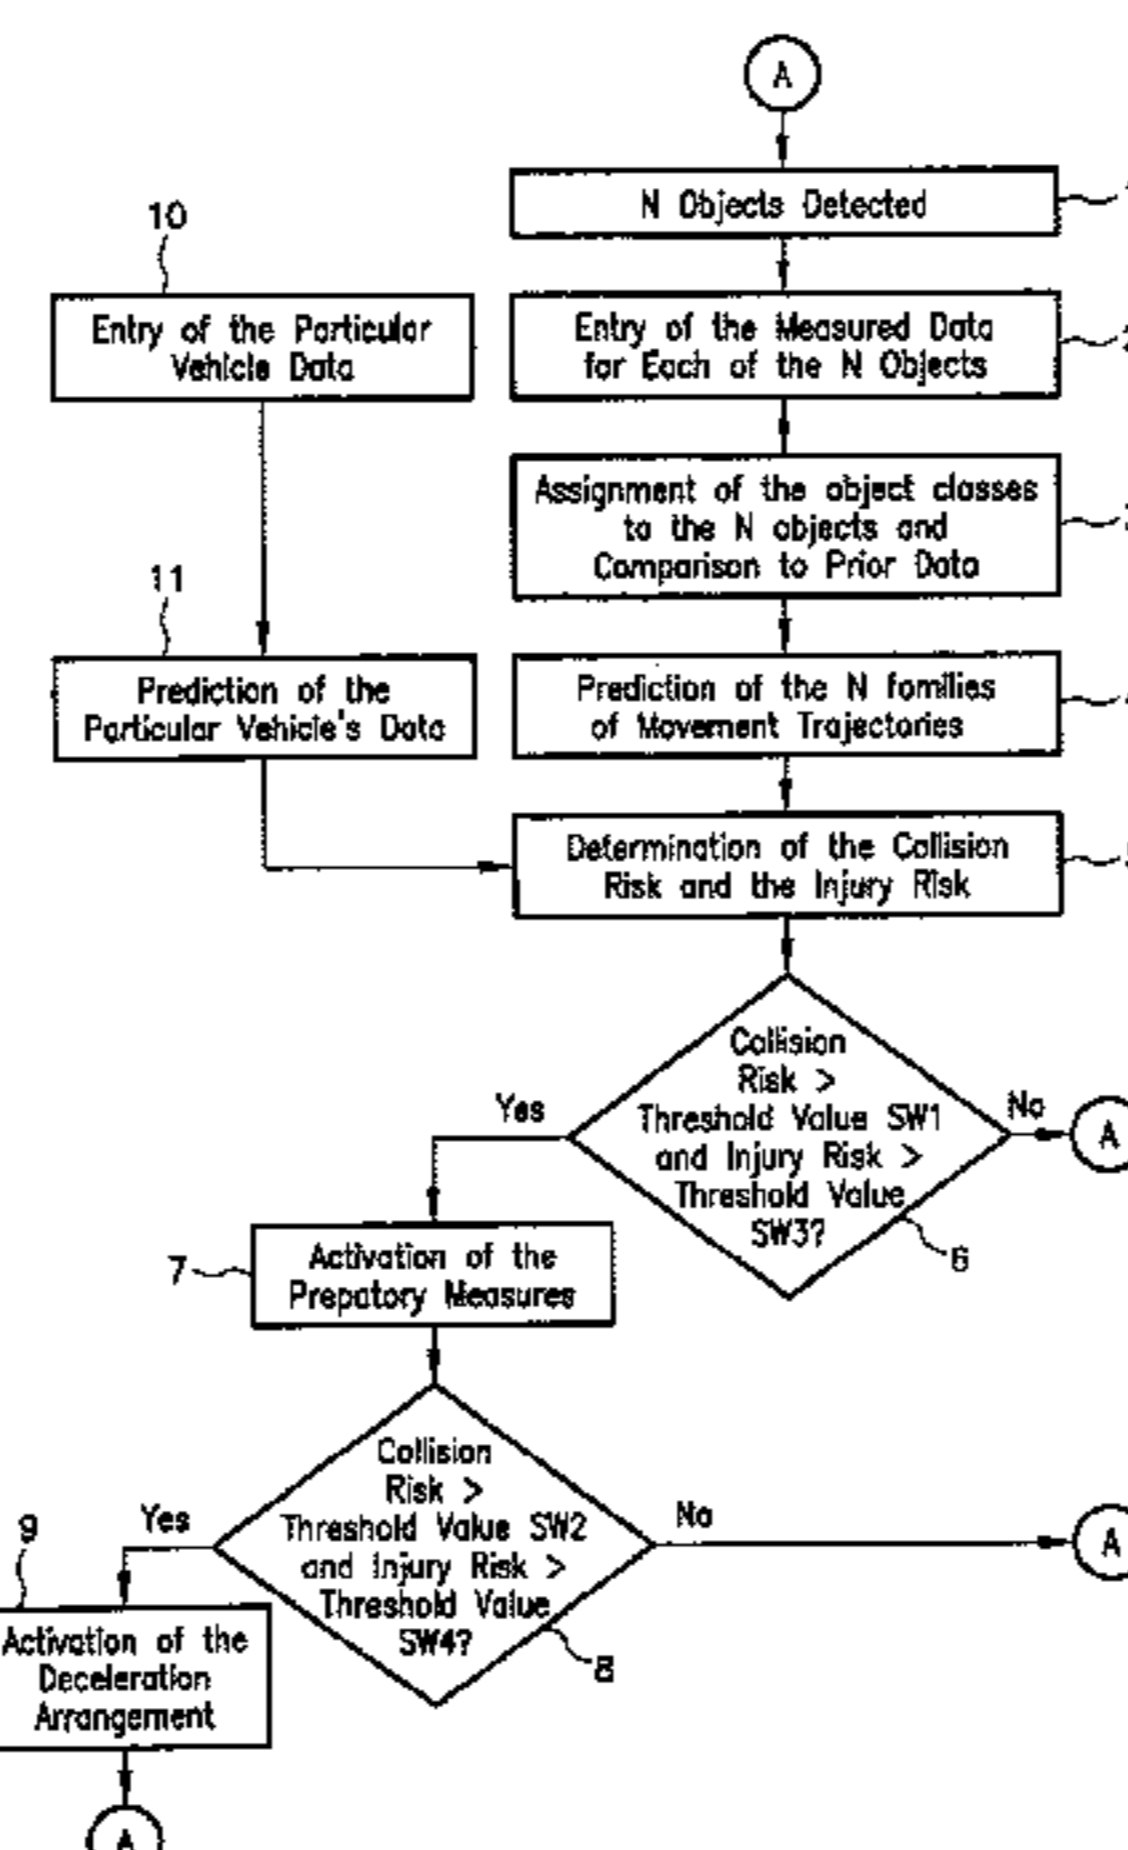 A
N Objects Detected
10
Entry of the Particular
Vehicle Data
Entry of the Measured Data
for Each of the N Objects
Assignment of the object classes
to the N objects and
Comparison to Prior Data
11
Prediction of the
Particular Vehicle's Data
Prediction of the N families
of Movement Trajectories
Determination of the Collision
Risk and the Injury Risk
Collision
Risk >
Threshold Value SW1
and Injury Risk >
Threshold Value
SW3?
Yes
No
A
6
7
Activation of the
Prepatory Measures
Collision
Risk >
Threshold Value SW2
and Injury Risk >
Threshold Value
SW4?
Yes
No
A
8
9
Activation of the
Deceleration
Arrangement
A